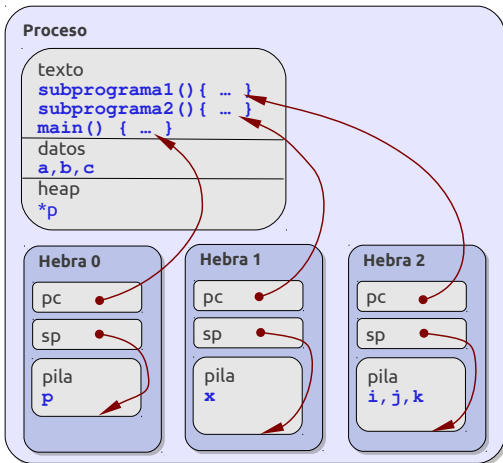 Proceso
texto
subprograma1(){ … }
subprograma2(){ … }
main() { … }
datos
a,b,c
heap
*p
Hebra 0
pc
sp
pila
p
Hebra 1
pc
sp
pila
x
Hebra 2
pc
sp
pila
i,j,k